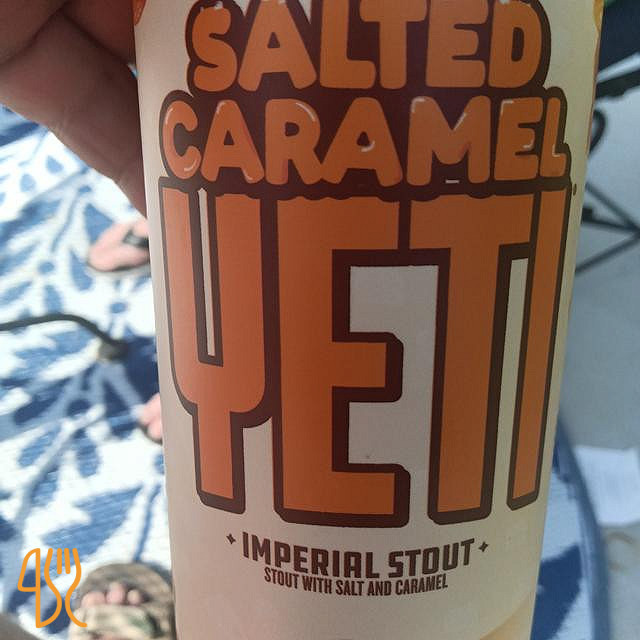 SALTED
CARAMEL
YETI
IMPERIAL STOUT
STOUT WITH SALT AND CARAMEL